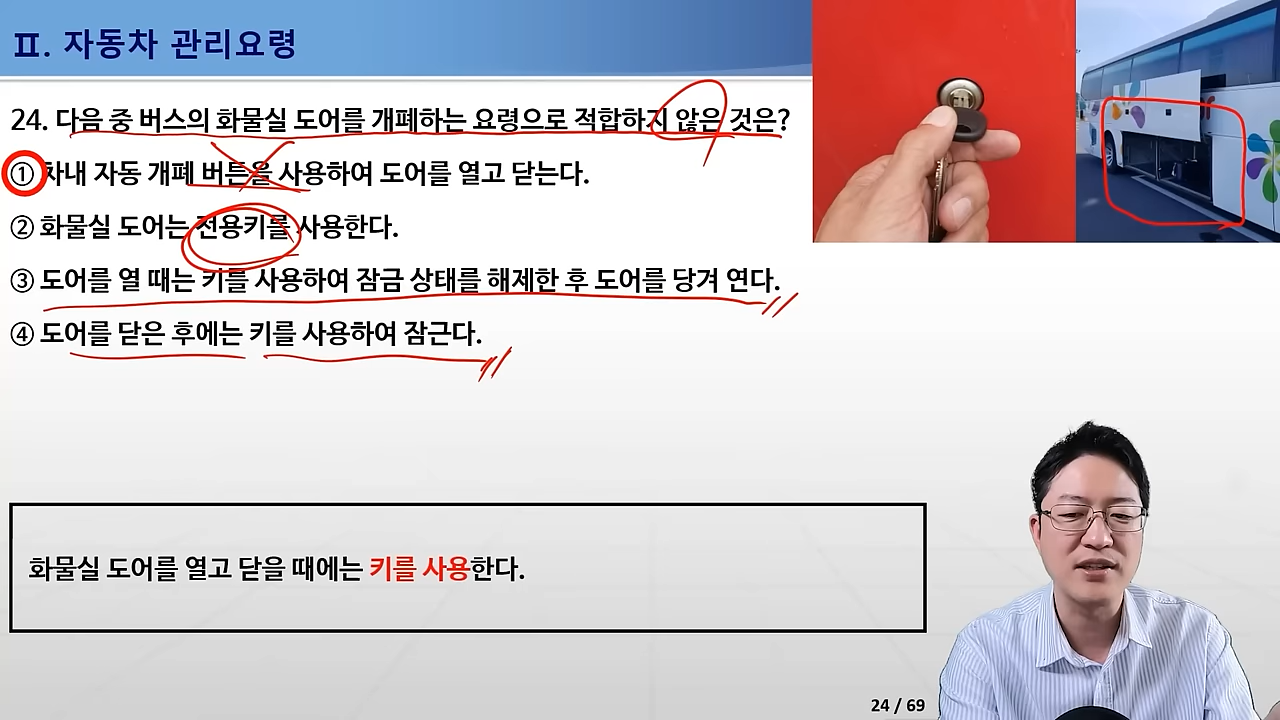 Ⅱ. 자동차 관리요령
24. 다음 중 버스의 화물실 도어를 개폐하는 요령으로 적합하지 않은 것은?
① 차내 자동 개폐 버튼을 사용하여 도어를 열고 닫는다.
② 화물실 도어는 전용키를 사용한다.
③ 도어를 열 때는 키를 사용하여 잠금 상태를 해제한 후 도어를 당겨 연다.
④ 도어를 닫은 후에는 키를 사용하여 잠근다.
화물실 도어를 열고 닫을 때에는 키를 사용한다.
24 / 69